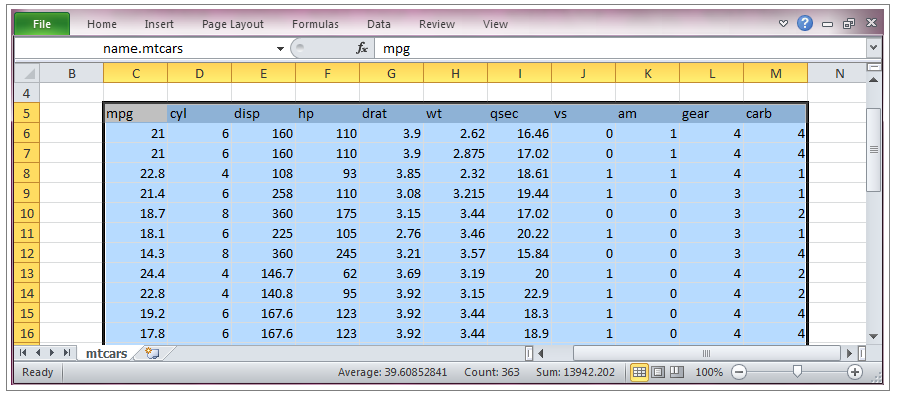 File Home Insert Page Layout Formulas Data Review View
name.mtcars fx mpg
B C D E F G H I J K L M N
4
5 mpg cyl disp hp drat wt qsec vs am gear carb
6 21 6 160 110 3.9 2.62 16.46 0 1 4 4
7 21 6 160 110 3.9 2.875 17.02 0 1 4 4
8 22.8 4 108 93 3.85 2.32 18.61 1 1 4 1
9 21.4 6 258 110 3.08 3.215 19.44 1 0 3 1
10 18.7 8 360 175 3.15 3.44 17.02 0 0 3 2
11 18.1 6 225 105 2.76 3.46 20.22 1 0 3 1
12 14.3 8 360 245 3.21 3.57 15.84 0 0 3 4
13 24.4 4 146.7 62 3.69 3.19 20 1 0 4 2
14 22.8 4 140.8 95 3.92 3.15 22.9 1 0 4 2
15 19.2 6 167.6 123 3.92 3.44 18.3 1 0 4 4
16 17.8 6 167.6 123 3.92 3.44 18.9 1 0 4 4
mtcars
Ready Average: 39.60852841 Count: 363 Sum: 13942.202 100%